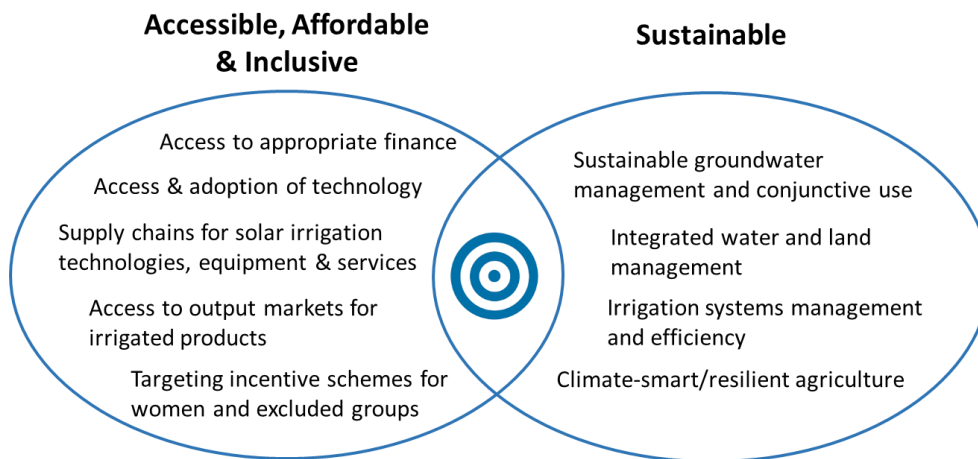 Accessible, Affordable
& Inclusive
Access to appropriate finance
Access & adoption of technology
Supply chains for solar irrigation
technologies, equipment & services
Access to output markets for
irrigated products
Targeting incentive schemes for
women and excluded groups
Sustainable
Sustainable groundwater
management and conjunctive use
Integrated water and land
management
Irrigation systems management
and efficiency
Climate-smart/resilient agriculture